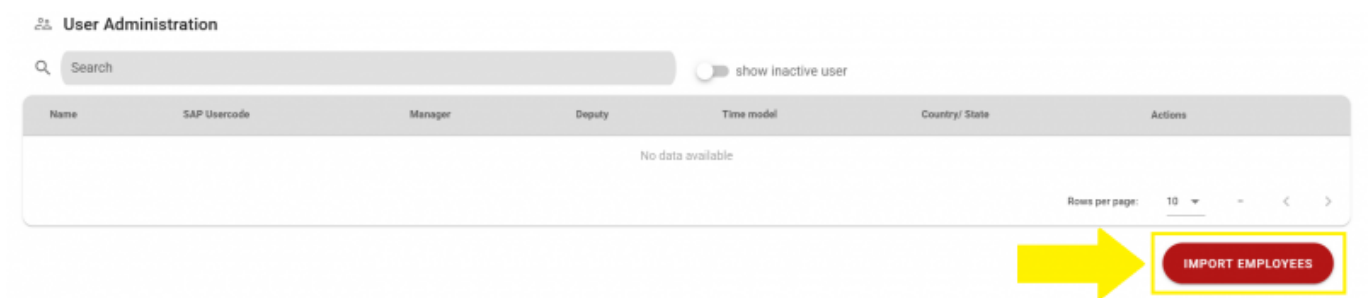 User Administration
Search
show inactive user
Name SAP Usercode Manager Deputy Time model Country/ State Actions
No data available
Rows per page: 10 -
IMPORT EMPLOYEES